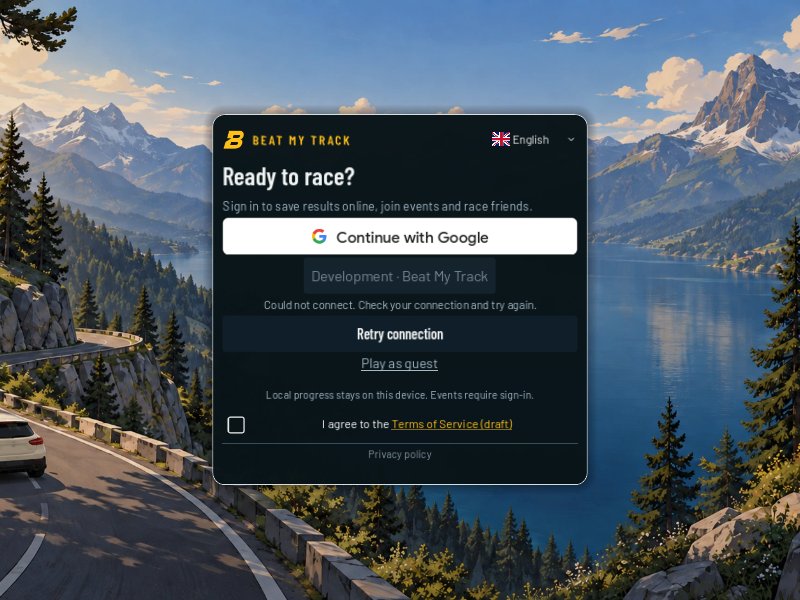 BEAT MY TRACK
English
Ready to race?
Sign in to save results online, join events and race friends.
Continue with Google
Development · Beat My Track
Could not connect. Check your connection and try again.
Retry connection
Play as guest
Local progress stays on this device. Events require sign-in.
I agree to the Terms of Service (draft)
Privacy policy